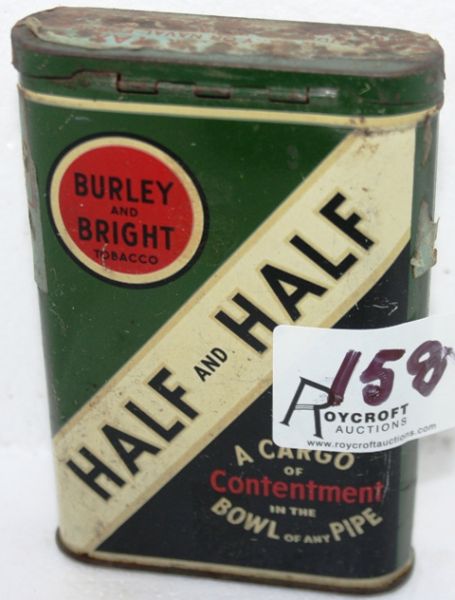 BURLEY
AND
BRIGHT
TOBACCO
HALF AND HALF
A CARGO
OF
Contentment
IN THE
BOWL OF ANY PIPE
158
ROYCROFT
AUCTIONS
www.roycroftauctions.com